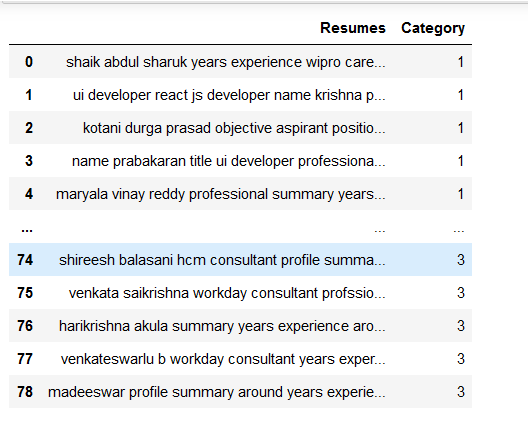 Resumes Category
0 shaik abdul sharuk years experience wipro care... 1
1 ui developer react js developer name krishna p... 1
2 kotani durga prasad objective aspirant positio... 1
3 name prabakaran title ui developer professiona... 1
4 maryala vinay reddy professional summary years... 1
... ... ...
74 shireesh balasani hcm consultant profile summa... 3
75 venkata saikrishna workday consultant profssio... 3
76 harikrishna akula summary years experience aro... 3
77 venkateswarlu b workday consultant years exper... 3
78 madeeswar profile summary around years experie... 3